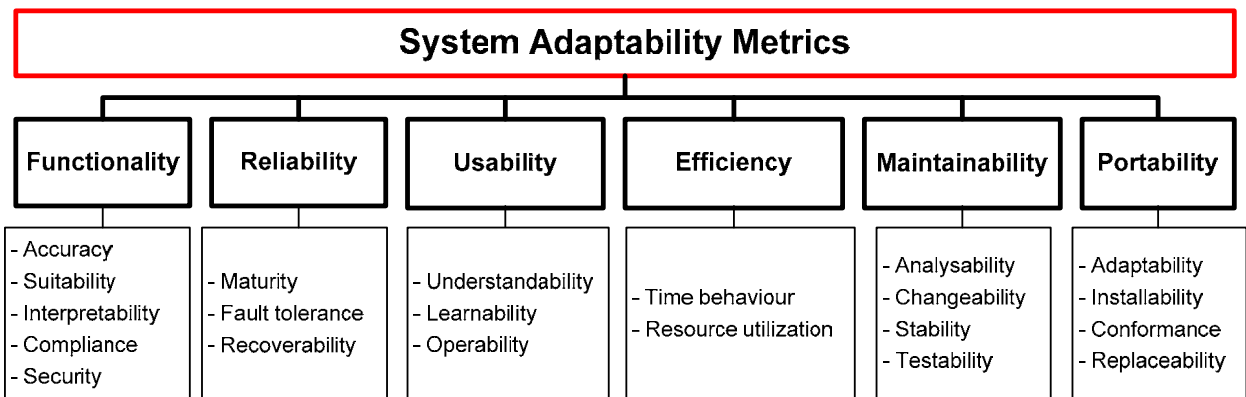 System Adaptability Metrics
Functionality
Reliability
Usability
Efficiency
Maintainability
Portability
- Accuracy
- Suitability
- Interpretability
- Compliance
- Security
- Maturity
- Fault tolerance
- Recoverability
- Understandability
- Learnability
- Operability
- Time behaviour
- Resource utilization
- Analysability
- Changeability
- Stability
- Testability
- Adaptability
- Installability
- Conformance
- Replaceability